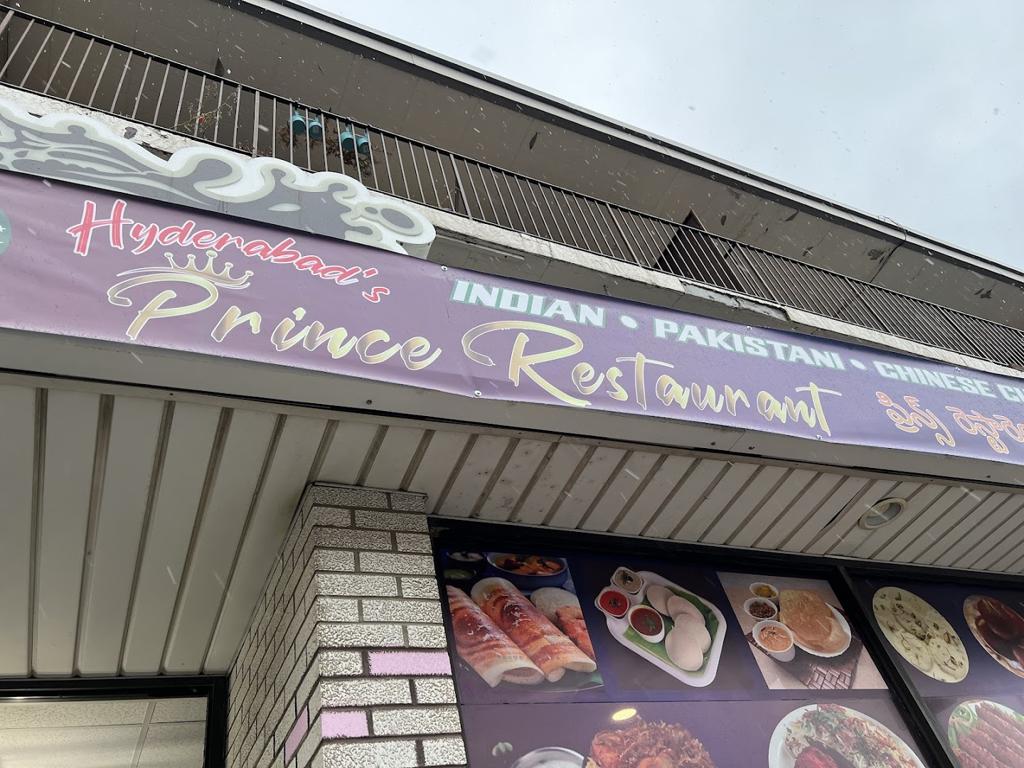 Hyderabad's
Prince Restaurant
INDIAN • PAKISTANI • CHINESE
ప్రిన్స్